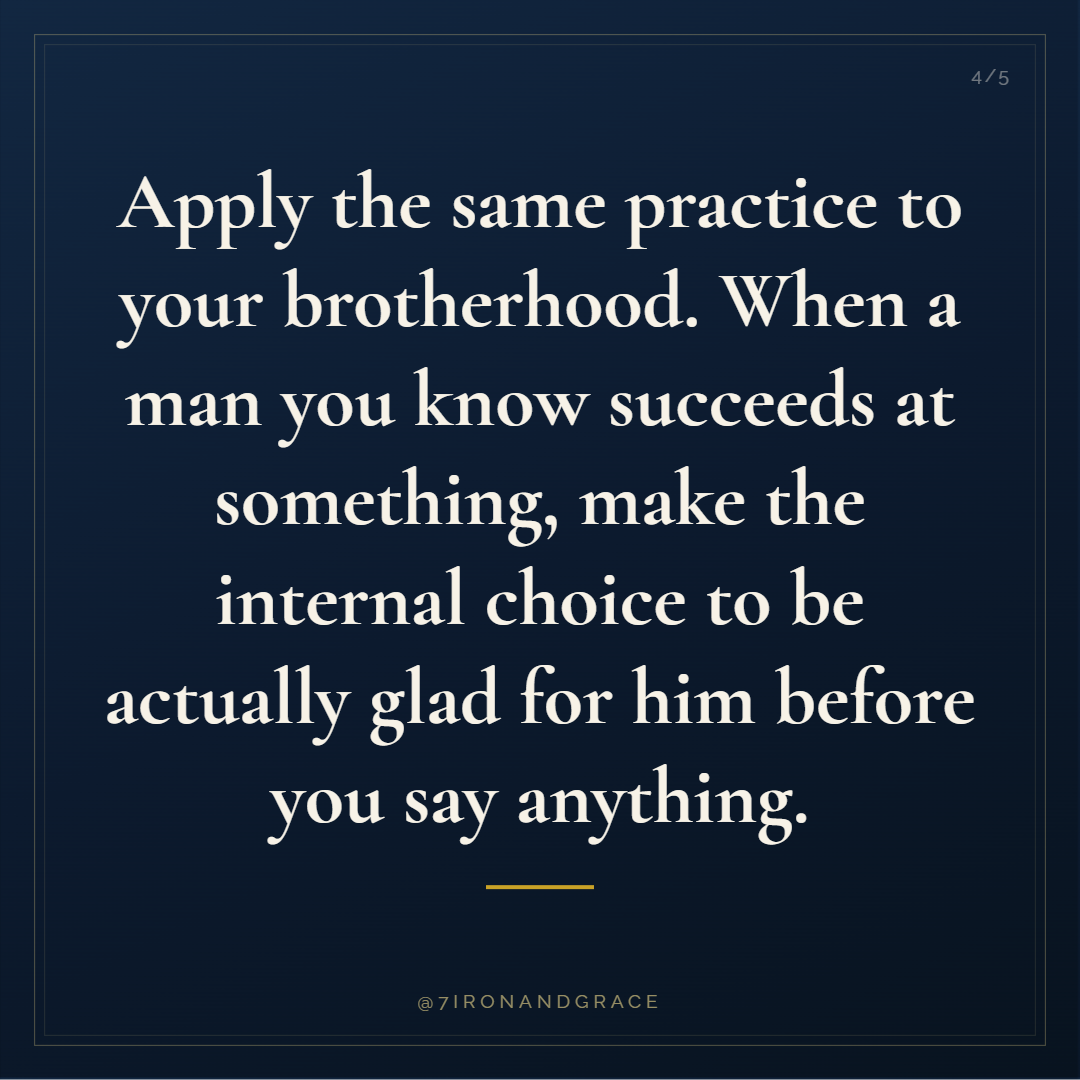 4/5
Apply the same practice to
your brotherhood. When a
man you know succeeds at
something, make the
internal choice to be
actually glad for him before
you say anything.
@7IRONANDGRACE